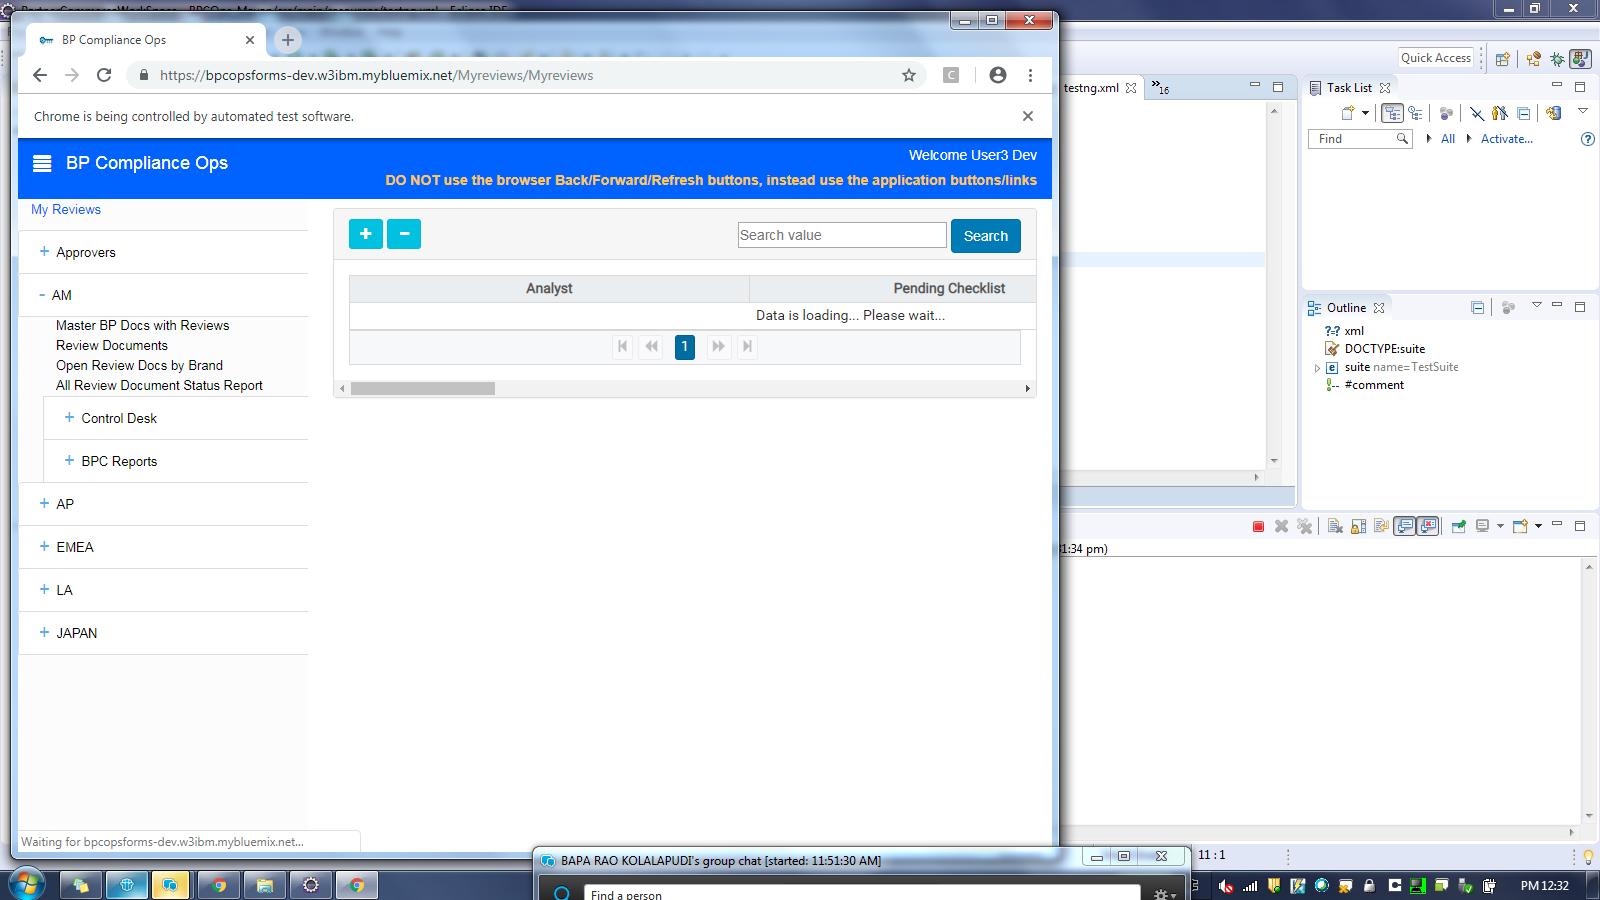 BP Compliance Ops
https://bpcopsforms-dev.w3ibm.mybluemix.net/Myreviews/Myreviews
Chrome is being controlled by automated test software.
BP Compliance Ops
Welcome User3 Dev
DO NOT use the browser Back/Forward/Refresh buttons, instead use the application buttons/links
My Reviews
+ Approvers
- AM
Master BP Docs with Reviews
Review Documents
Open Review Docs by Brand
All Review Document Status Report
+ Control Desk
+ BPC Reports
+ AP
+ EMEA
+ LA
+ JAPAN
+ -
Search value
Search
Analyst
Pending Checklist
Data is loading... Please wait...
1
Waiting for bpcopsforms-dev.w3ibm.mybluemix.net...
Quick Access
testng.xml
16
Task List
Find
All
Activate...
Outline
xml
DOCTYPE:suite
suite name=TestSuite
#comment
1:34 pm)
11 : 1
BAPA RAO KOLALAPUDI's group chat [started: 11:51:30 AM]
Find a person
PM 12:32